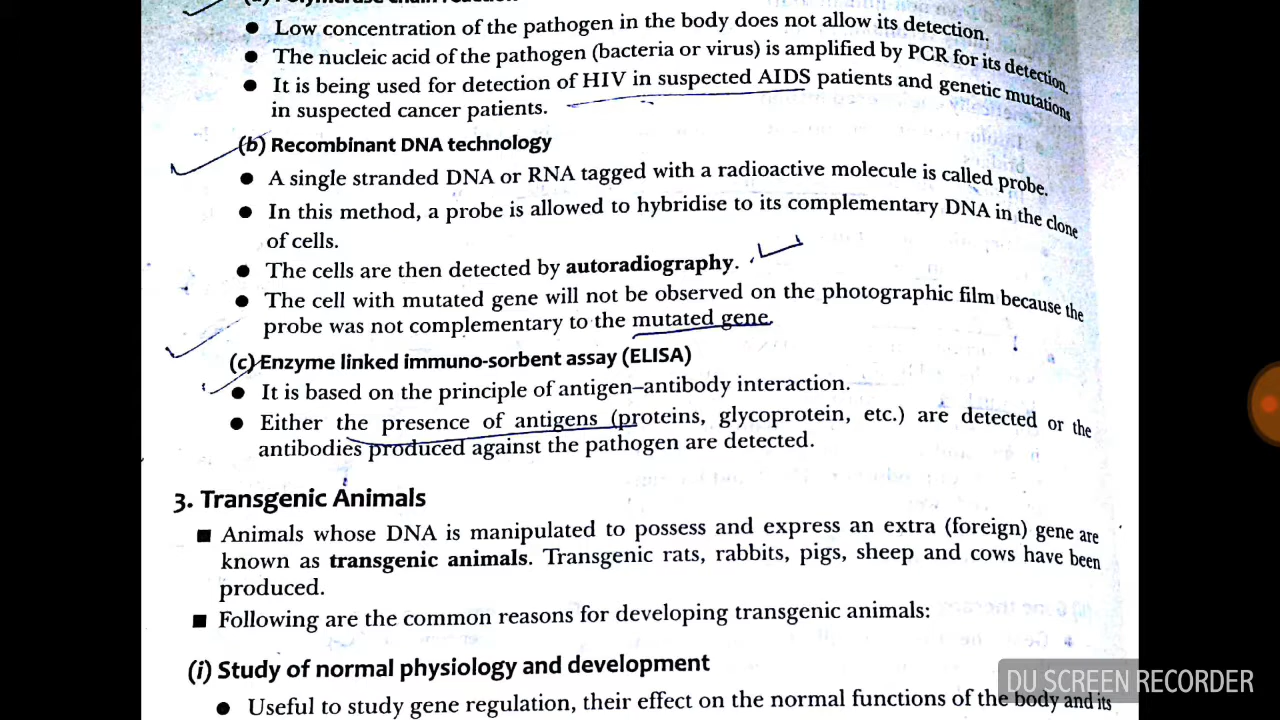 (a) Polymerase chain reaction
● Low concentration of the pathogen in the body does not allow its detection.
● The nucleic acid of the pathogen (bacteria or virus) is amplified by PCR for its detection.
● It is being used for detection of HIV in suspected AIDS patients and genetic mutations
in suspected cancer patients.
(b) Recombinant DNA technology
● A single stranded DNA or RNA tagged with a radioactive molecule is called probe.
● In this method, a probe is allowed to hybridise to its complementary DNA in the clone
of cells.
● The cells are then detected by autoradiography.
● The cell with mutated gene will not be observed on the photographic film because the
probe was not complementary to the mutated gene.
(c) Enzyme linked immuno-sorbent assay (ELISA)
● It is based on the principle of antigen–antibody interaction.
● Either the presence of antigens (proteins, glycoprotein, etc.) are detected or the
antibodies produced against the pathogen are detected.
3. Transgenic Animals
■ Animals whose DNA is manipulated to possess and express an extra (foreign) gene are
known as transgenic animals. Transgenic rats, rabbits, pigs, sheep and cows have been
produced.
■ Following are the common reasons for developing transgenic animals:
(i) Study of normal physiology and development
● Useful to study gene regulation, their effect on the normal functions of the body and its
DU SCREEN RECORDER